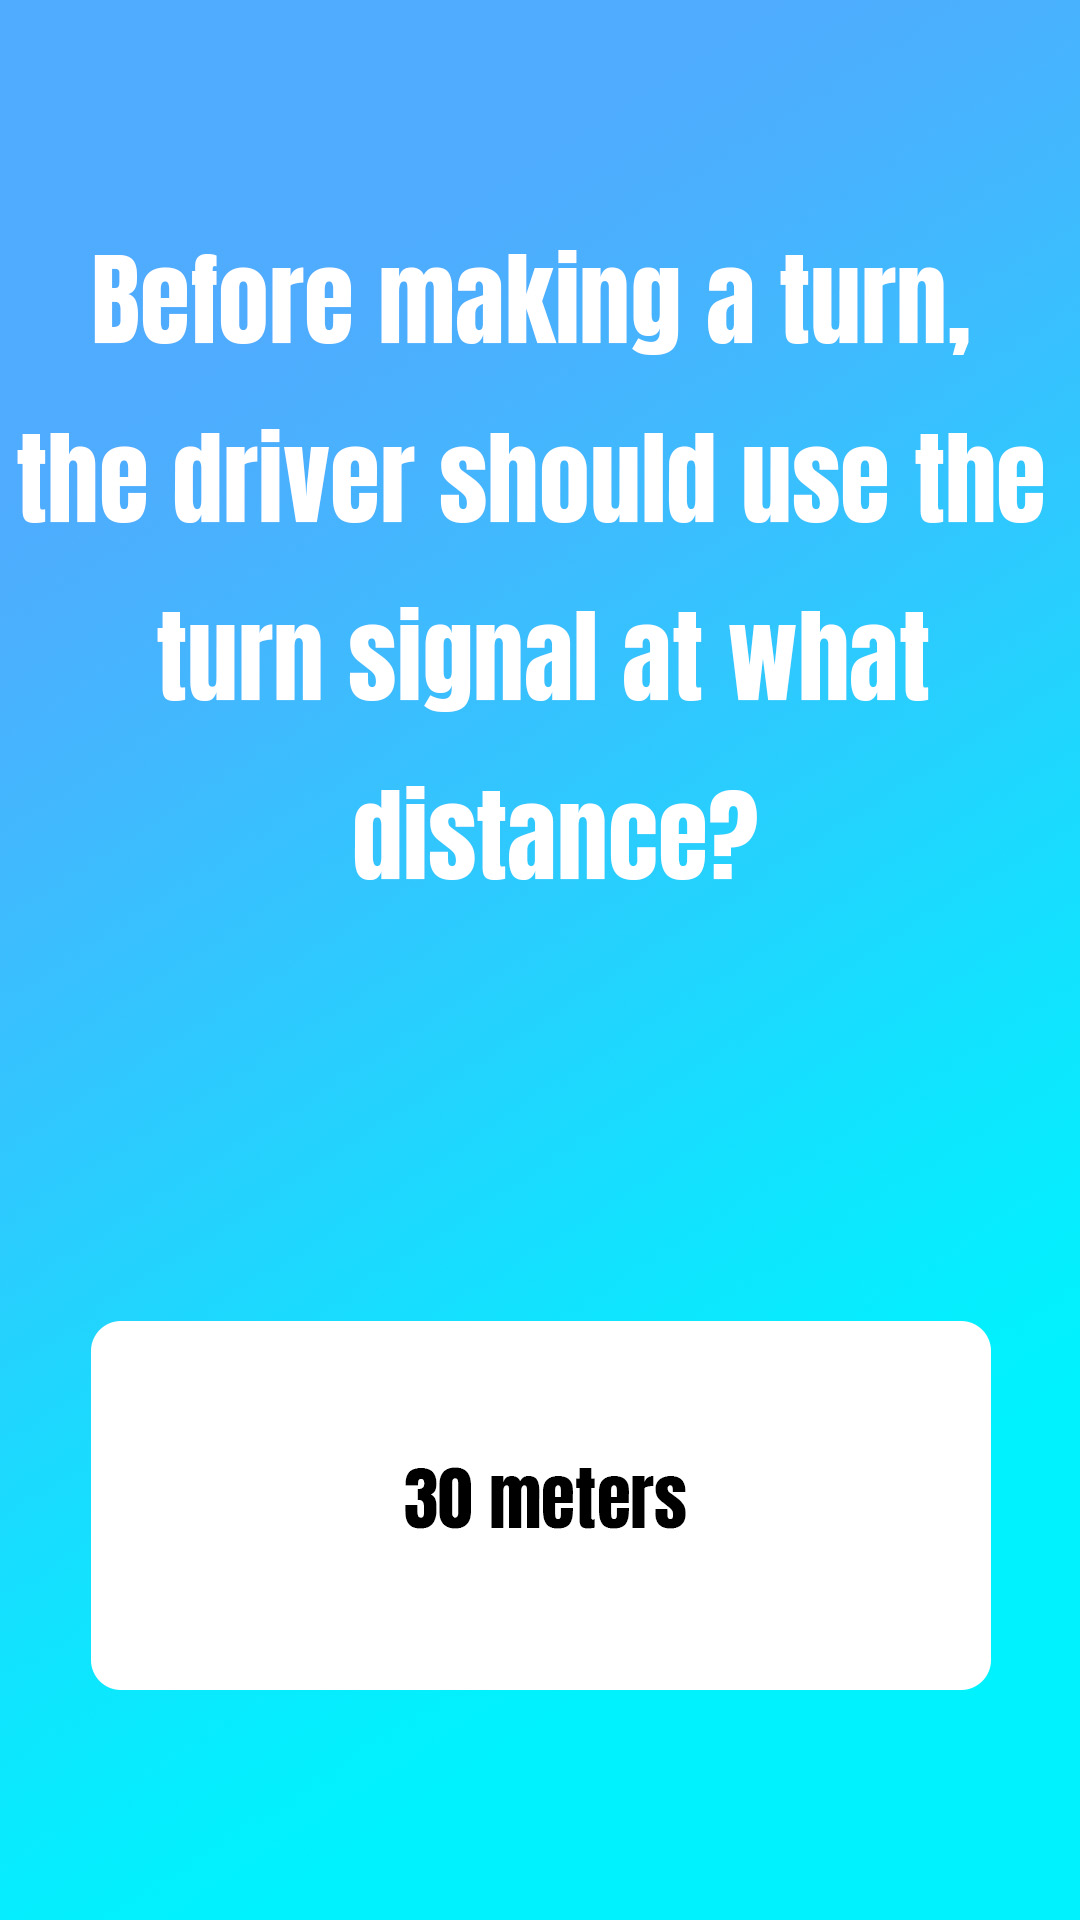 Before making a turn,
the driver should use the
turn signal at what
distance?
30 meters